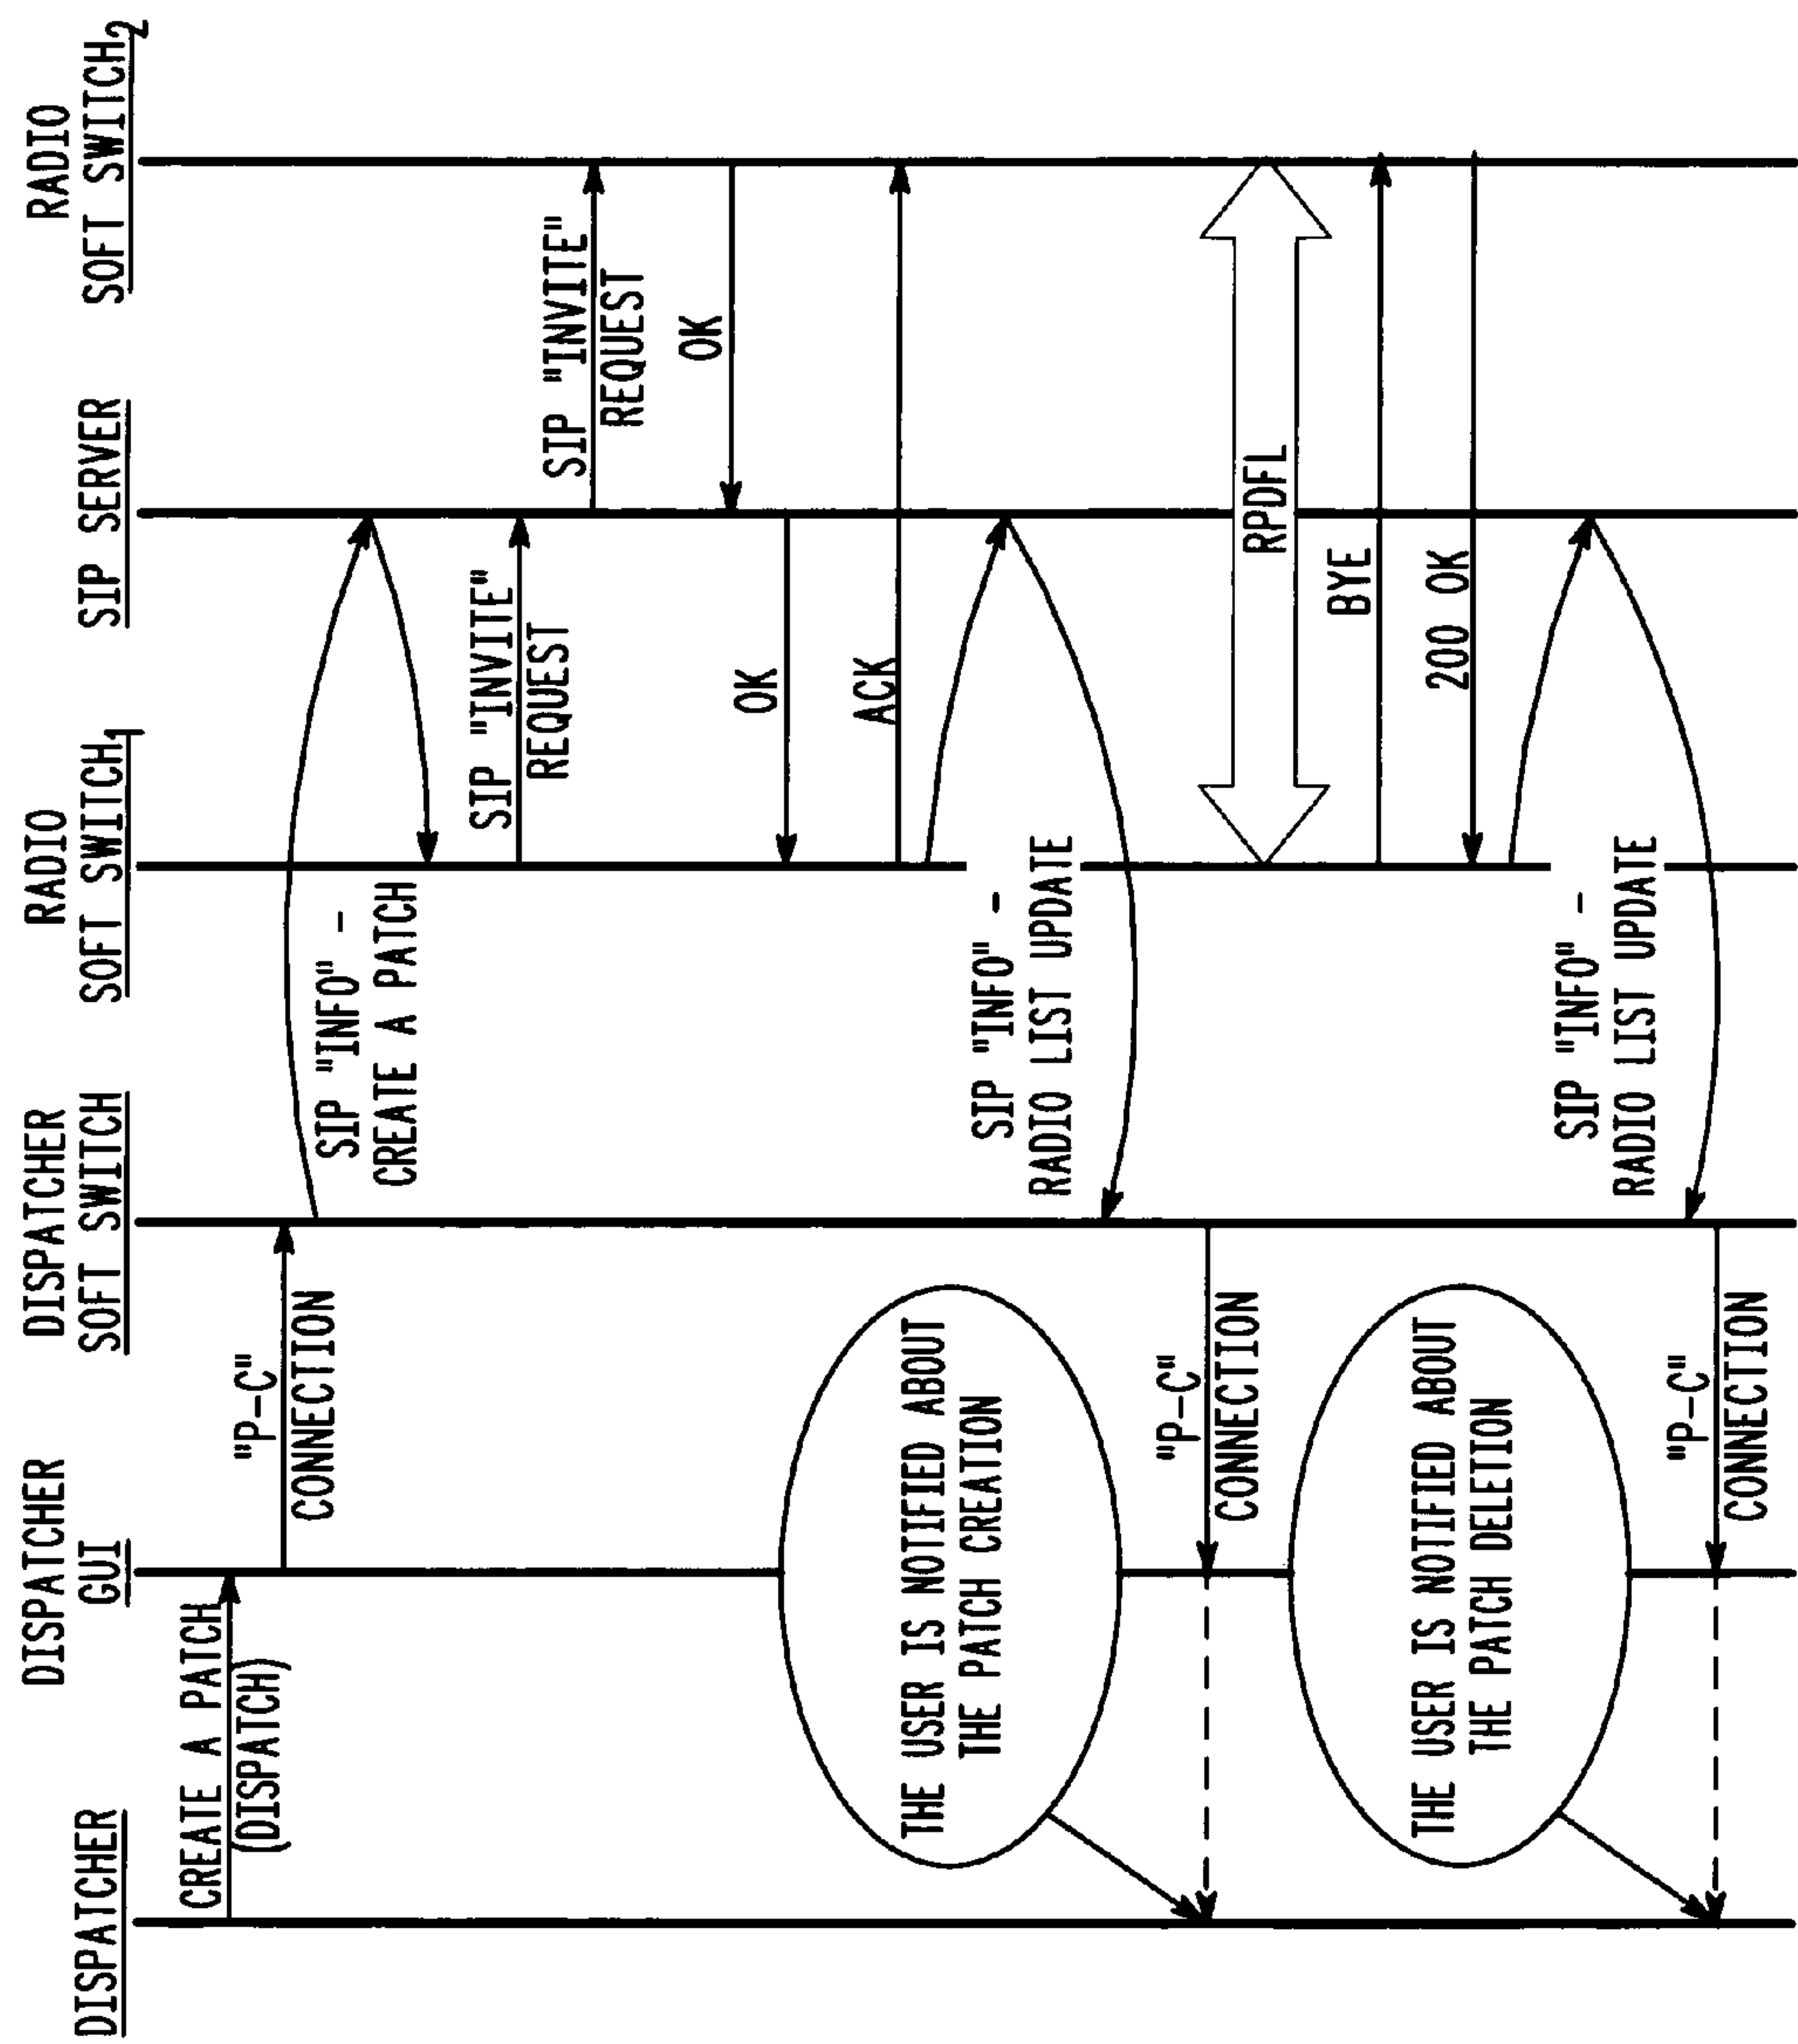 DISPATCHER
DISPATCHER
GUI
DISPATCHER
SOFT SWITCH
RADIO
SOFT SWITCH1
SIP SERVER
RADIO
SOFT SWITCH2
CREATE A PATCH
(DISPATCH)
"P-C"
CONNECTION
SIP "INFO" -
CREATE A PATCH
SIP "INVITE"
REQUEST
SIP "INVITE"
REQUEST
OK
OK
ACK
SIP "INFO" -
RADIO LIST UPDATE
THE USER IS NOTIFIED ABOUT
THE PATCH CREATION
"P-C"
CONNECTION
RPDFL
BYE
200 OK
SIP "INFO" -
RADIO LIST UPDATE
THE USER IS NOTIFIED ABOUT
THE PATCH DELETION
"P-C"
CONNECTION